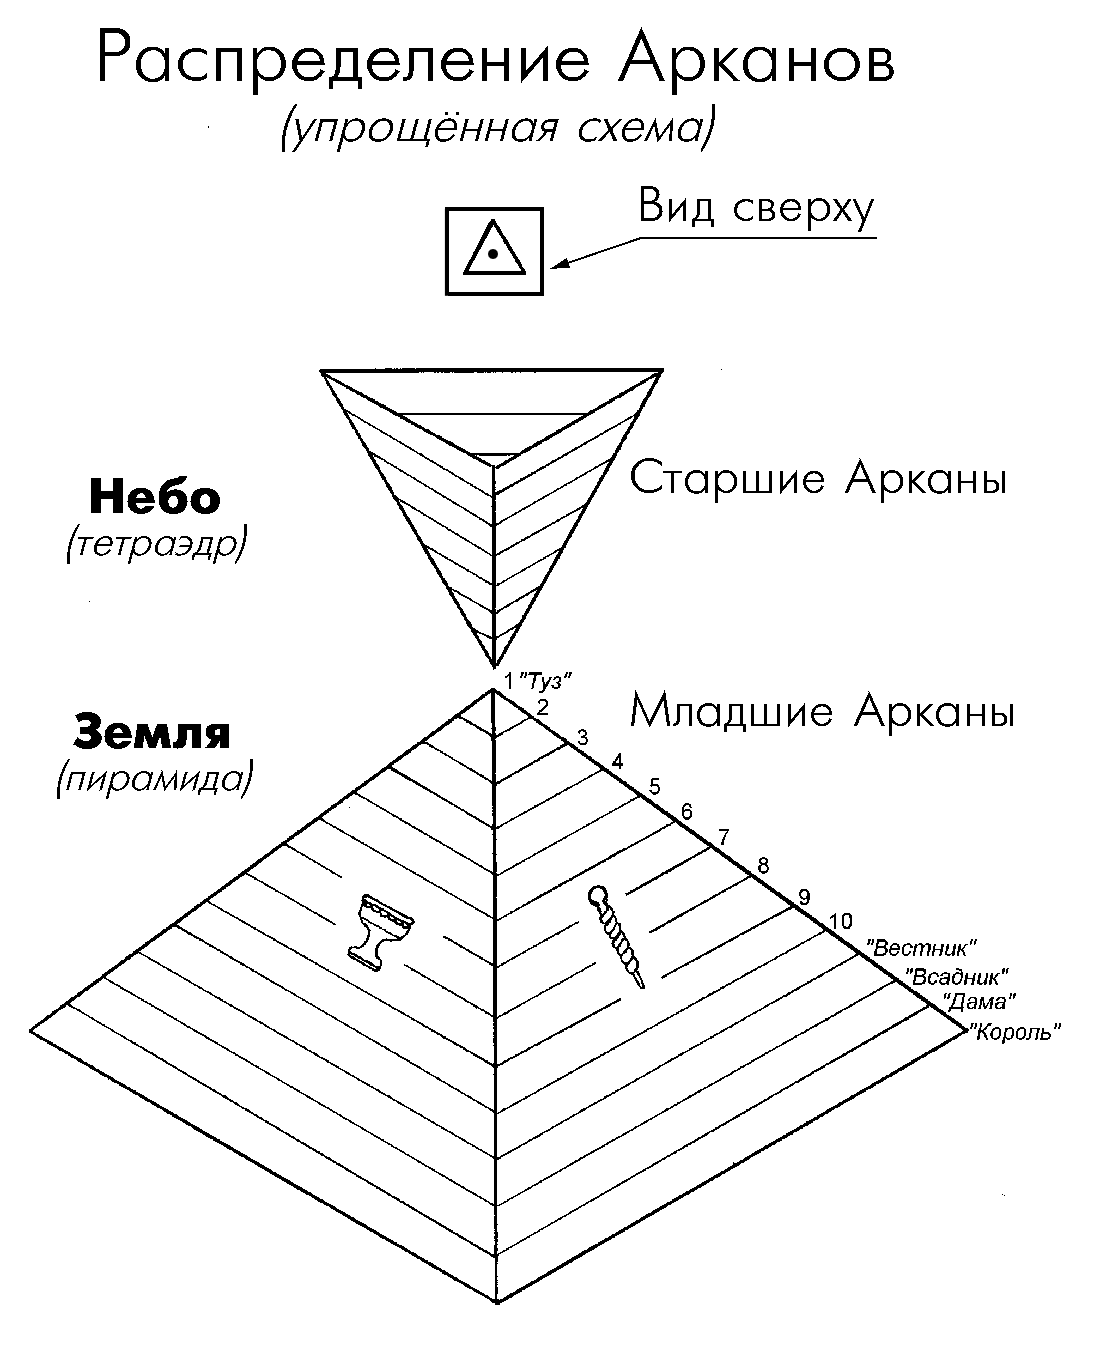 Распределение Арканов
(упрощённая схема)
Вид сверху
Небо
(тетраэдр)
Старшие Арканы
1 "Туз"
Земля
(пирамида)
Младшие Арканы
2
3
4
5
6
7
8
9
10
"Вестник"
"Всадник"
"Дама"
"Король"